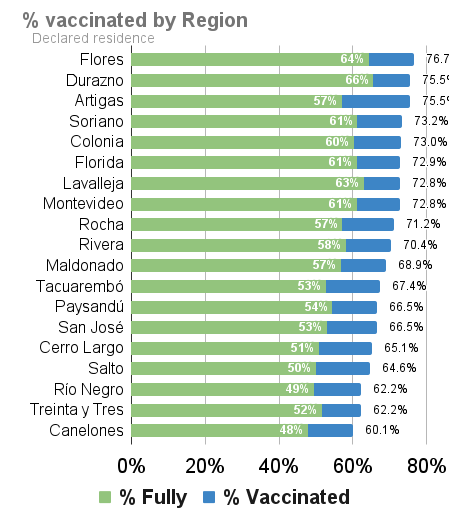 % vaccinated by Region
Declared residence
Flores 64% 76.7
Durazno 66% 75.5%
Artigas 57% 75.5%
Soriano 61% 73.2%
Colonia 60% 73.0%
Florida 61% 72.9%
Lavalleja 63% 72.8%
Montevideo 61% 72.8%
Rocha 57% 71.2%
Rivera 58% 70.4%
Maldonado 57% 68.9%
Tacuarembó 53% 67.4%
Paysandú 54% 66.5%
San José 53% 66.5%
Cerro Largo 51% 65.1%
Salto 50% 64.6%
Río Negro 49% 62.2%
Treinta y Tres 52% 62.2%
Canelones 48% 60.1%
0% 20% 40% 60% 80%
% Fully % Vaccinated